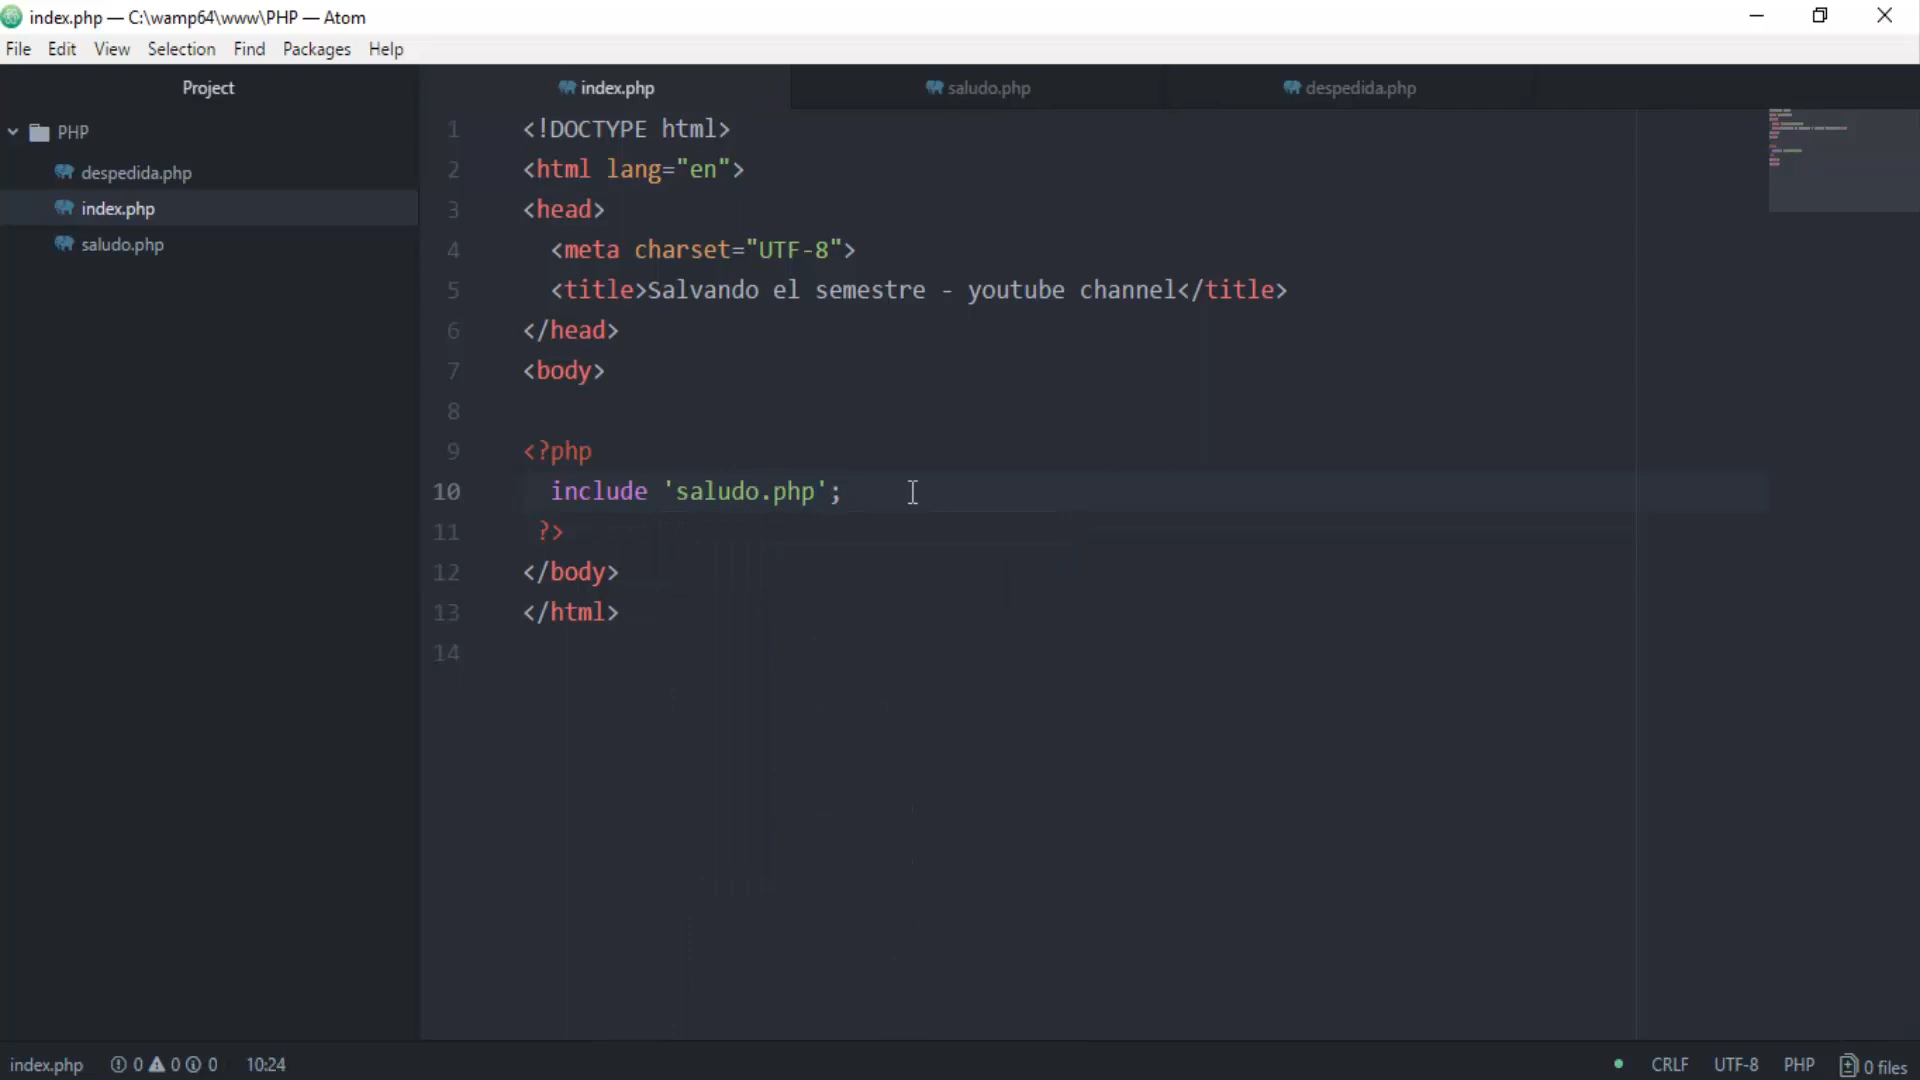 index.php — C:\wamp64\www\PHP — Atom
File Edit View Selection Find Packages Help
Project
PHP
despedida.php
index.php
saludo.php
index.php saludo.php despedida.php
1 <!DOCTYPE html>
2 <html lang="en">
3 <head>
4 <meta charset="UTF-8">
5 <title>Salvando el semestre - youtube channel</title>
6 </head>
7 <body>
8
9 <?php
10 include 'saludo.php';
11 ?>
12 </body>
13 </html>
14
index.php 0 0 0 10:24 CRLF UTF-8 PHP 0 files